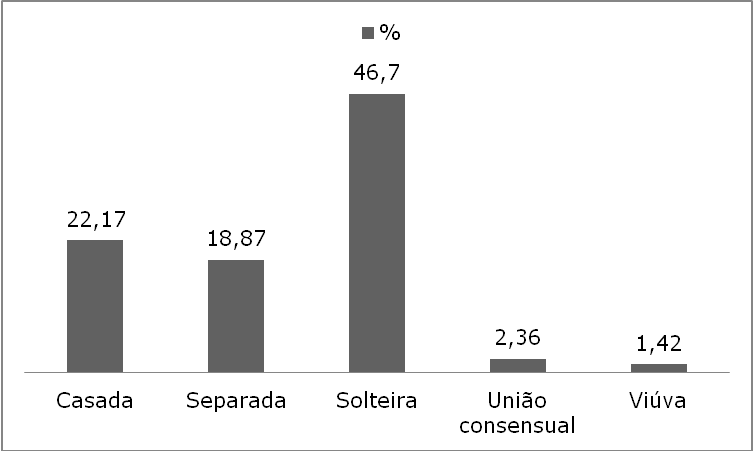 %
46,7
22,17
18,87
2,36
1,42
Casada
Separada
Solteira
União
consensual
Viúva